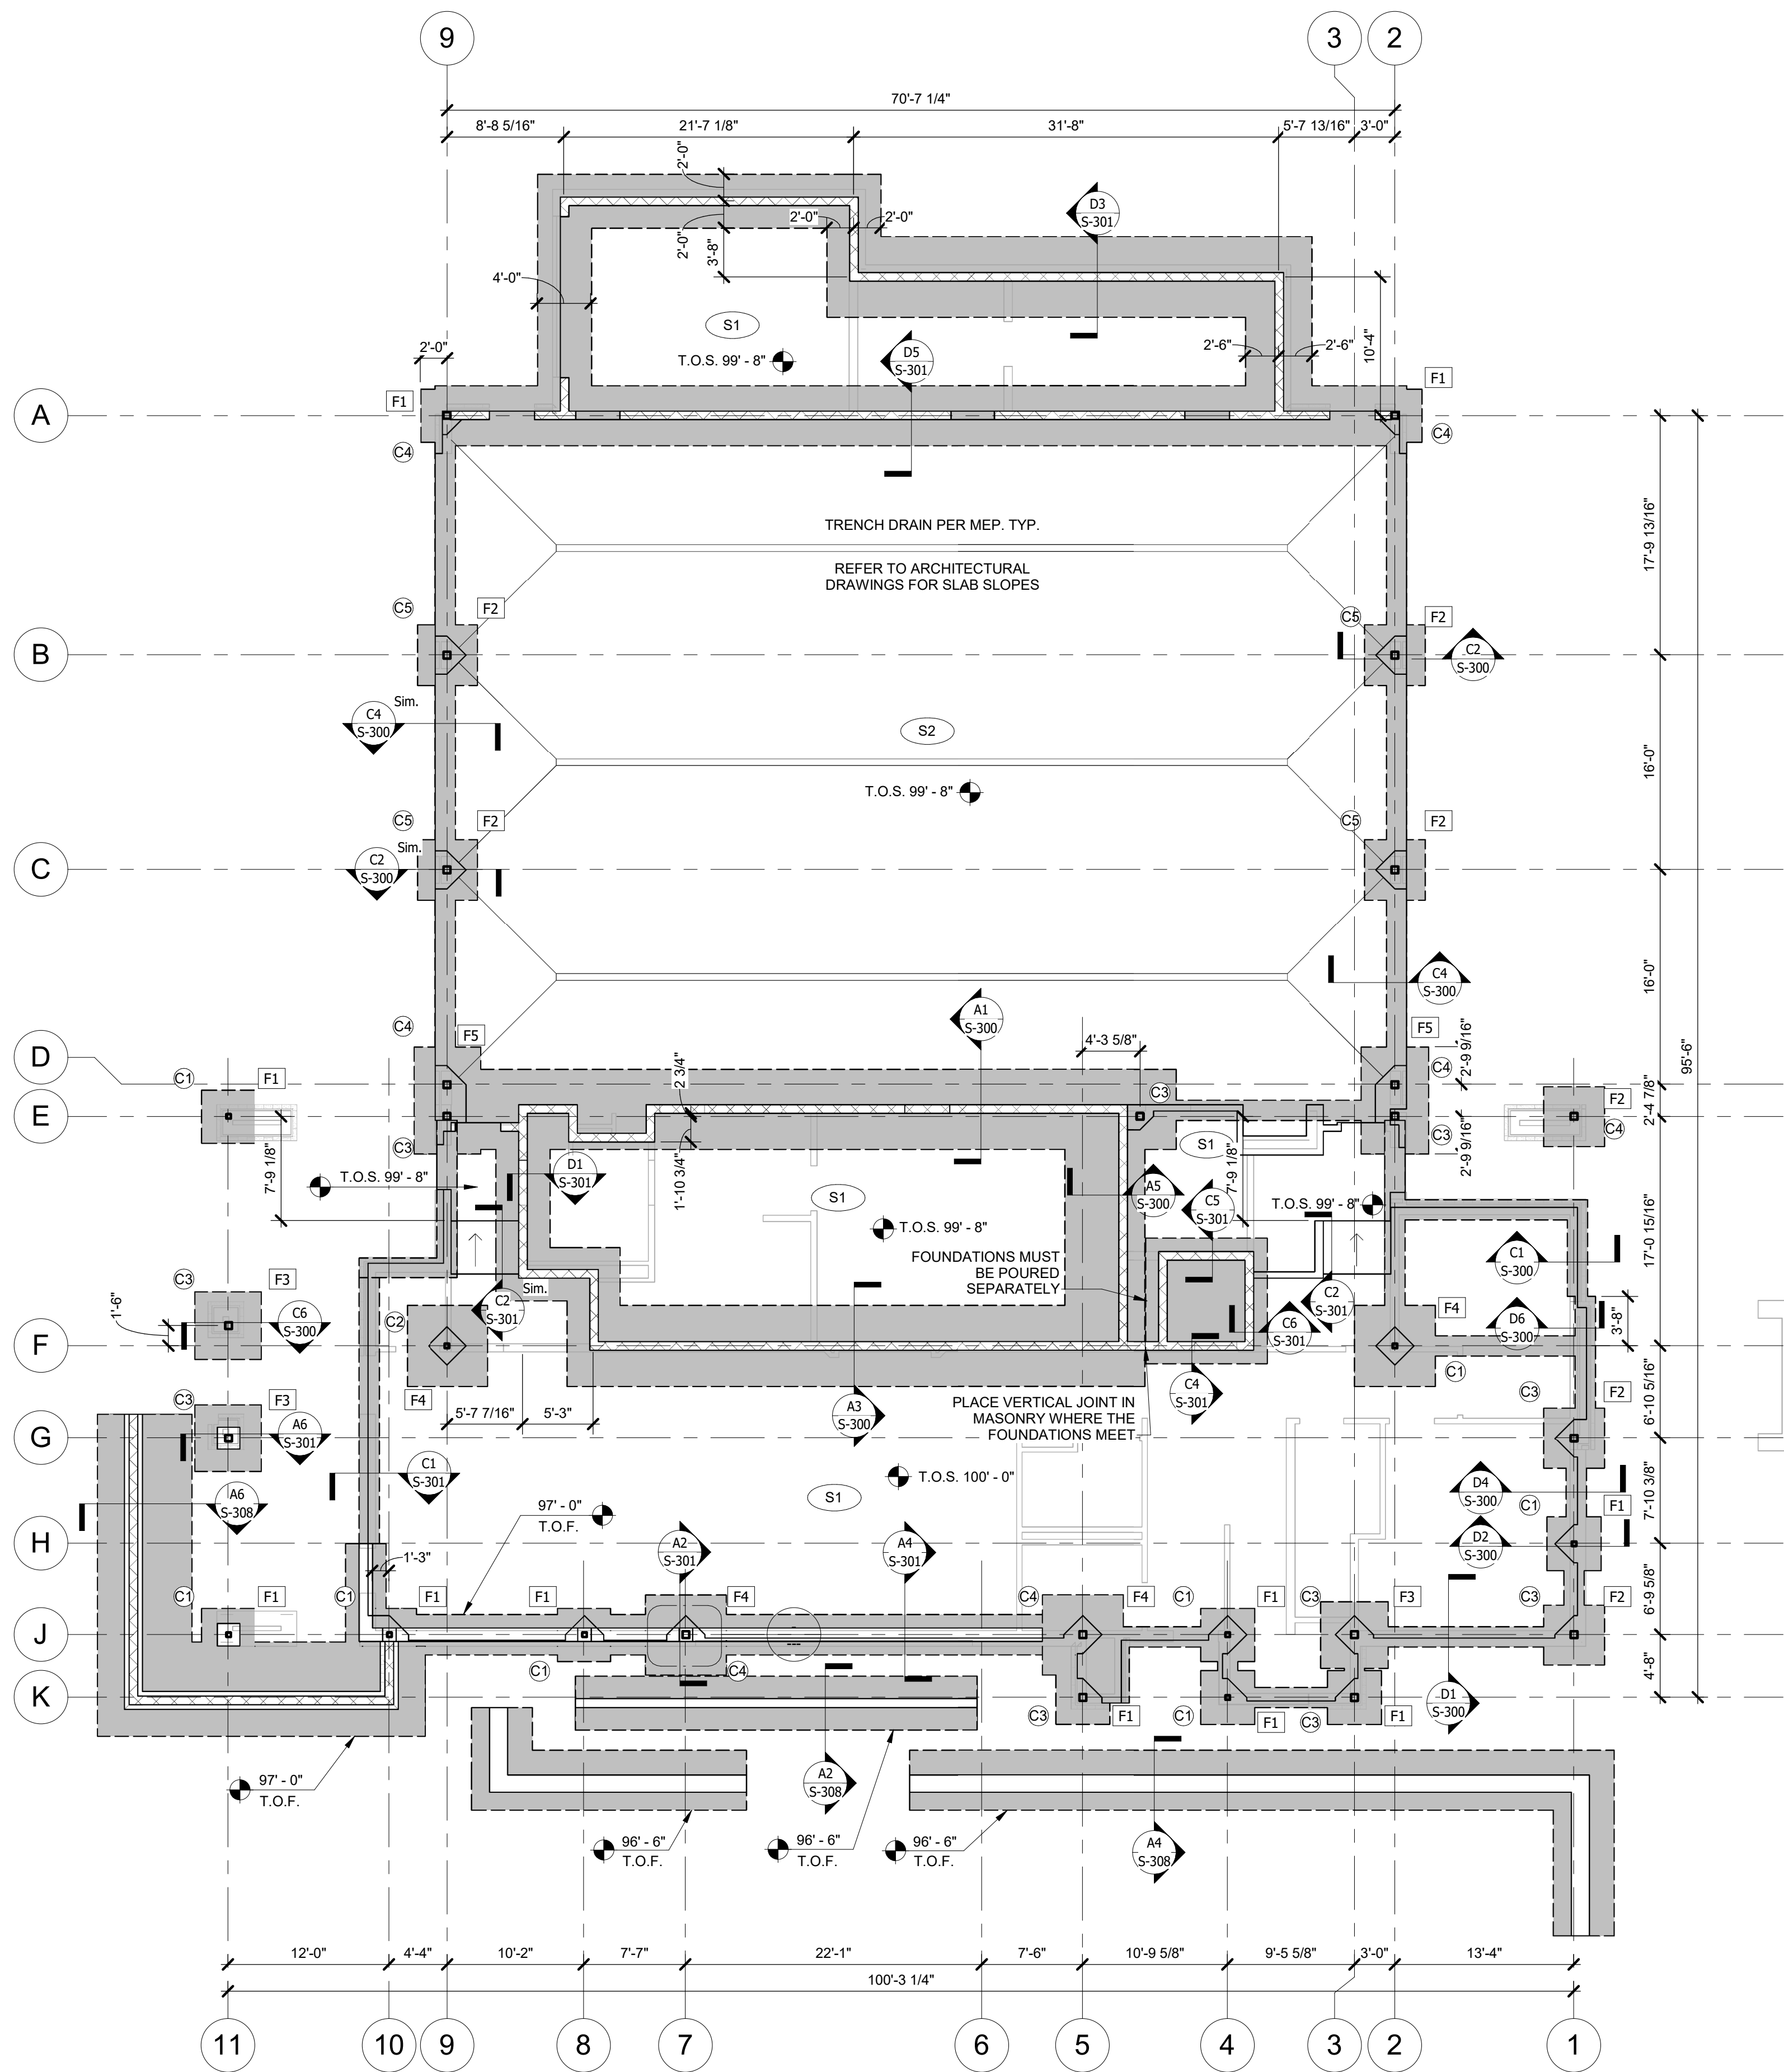 9
3
2
70'-7 1/4"
8'-8 5/16"
21'-7 1/8"
31'-8"
5'-7 13/16"
3'-0"
2'-0"
2'-0"
3'-8"
2'-0"
2'-0"
D3
S-301
4'-0"
S1
T.O.S. 99' - 8"
D5
S-301
2'-6"
2'-6"
10'-4"
2'-0"
F1
F1
A
C4
C4
TRENCH DRAIN PER MEP. TYP.
REFER TO ARCHITECTURAL
DRAWINGS FOR SLAB SLOPES
17'-9 13/16"
C5
F2
C5
F2
B
C2
S-300
Sim.
C4
S-300
S2
16'-0"
95'-6"
T.O.S. 99' - 8"
C5
F2
C5
F2
Sim.
C
C2
S-300
C4
S-300
16'-0"
A1
S-300
C4
F5
4'-3 5/8"
F5
2'-9 9/16"
D
C1
F1
2 3/4"
C3
C4
2'-4 7/8"
F2
E
C4
C3
C3
2'-9 9/16"
S1
7'-9 1/8"
1'-10 3/4"
7'-9 1/8"
T.O.S. 99' - 8"
D1
S-301
S1
A5
S-300
C5
S-301
T.O.S. 99' - 8"
T.O.S. 99' - 8"
17'-0 15/16"
FOUNDATIONS MUST
BE POURED
SEPARATELY
C1
S-300
C3
F3
Sim.
1'-6"
C6
S-300
C2
C2
S-301
C2
S-301
C6
S-301
F4
D6
S-300
3'-8"
F
C1
F4
C4
S-301
C3
F3
5'-7 7/16"
5'-3"
A3
S-300
PLACE VERTICAL JOINT IN
MASONRY WHERE THE
FOUNDATIONS MEET
C3
F2
6'-10 5/16"
G
A6
S-301
C1
S-301
T.O.S. 100' - 0"
S1
D4
S-300
A6
S-308
97' - 0"
T.O.F.
C1
F1
7'-10 3/8"
H
A2
S-301
A4
S-301
D2
S-300
1'-3"
C1
F1
C1
F1
F1
F4
C4
F4
C1
F1
C3
F3
C3
F2
6'-9 5/8"
J
---
C1
C4
4'-8"
K
C3
F1
C1
F1
C3
F1
D1
S-300
97' - 0"
T.O.F.
A2
S-308
96' - 6"
T.O.F.
96' - 6"
T.O.F.
96' - 6"
T.O.F.
A4
S-308
12'-0"
4'-4"
10'-2"
7'-7"
22'-1"
7'-6"
10'-9 5/8"
9'-5 5/8"
3'-0"
13'-4"
100'-3 1/4"
11
10
9
8
7
6
5
4
3
2
1